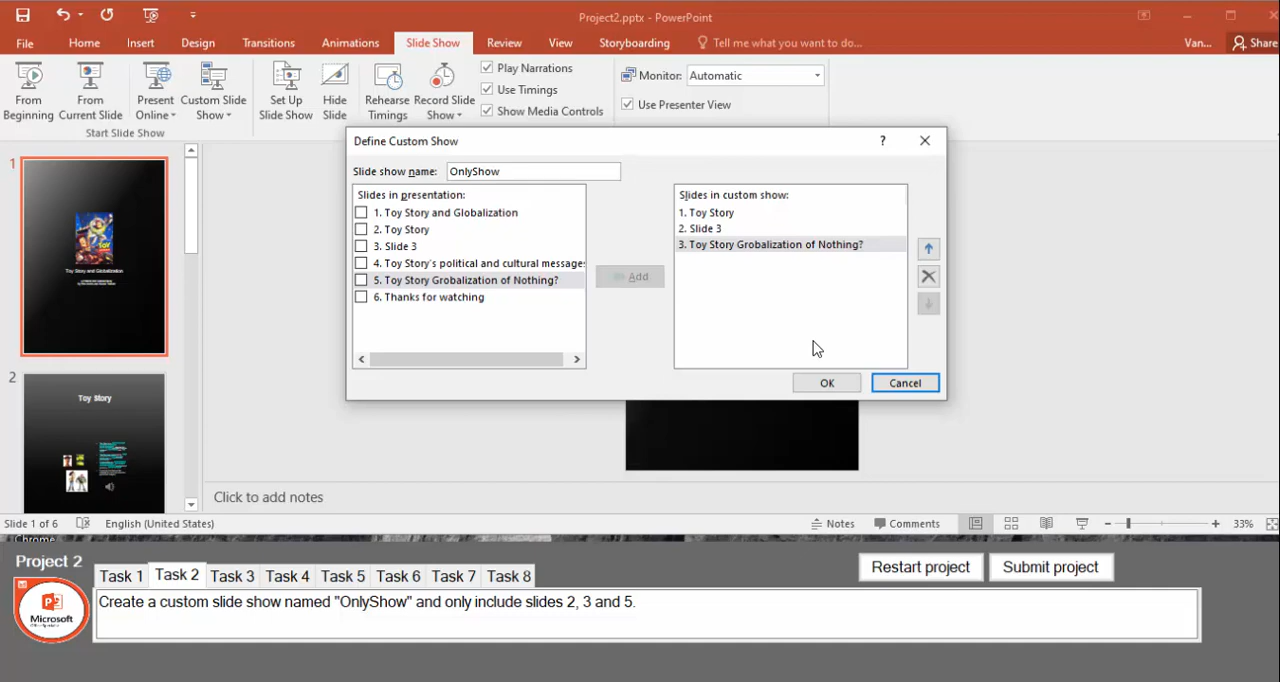 Project2.pptx - PowerPoint
File Home Insert Design Transitions Animations Slide Show Review View Storyboarding Tell me what you want to do... Van... Share
From Beginning
From Current Slide
Present Online
Custom Slide Show
Start Slide Show
Set Up Slide Show
Hide Slide
Rehearse Timings
Record Slide Show
Play Narrations
Use Timings
Show Media Controls
Monitor: Automatic
Use Presenter View
Define Custom Show ?
Slide show name: OnlyShow
Slides in presentation:
1. Toy Story and Globalization
2. Toy Story
3. Slide 3
4. Toy Story's political and cultural messages
5. Toy Story Grobalization of Nothing?
6. Thanks for watching
Add
Slides in custom show:
1. Toy Story
2. Slide 3
3. Toy Story Grobalization of Nothing?
OK Cancel
1
Toy Story and Globalization
2
Toy Story
Click to add notes
Slide 1 of 6 English (United States) Notes Comments 33%
Chrome
Project 2
Task 1 Task 2 Task 3 Task 4 Task 5 Task 6 Task 7 Task 8
Restart project Submit project
Microsoft
Create a custom slide show named "OnlyShow" and only include slides 2, 3 and 5.